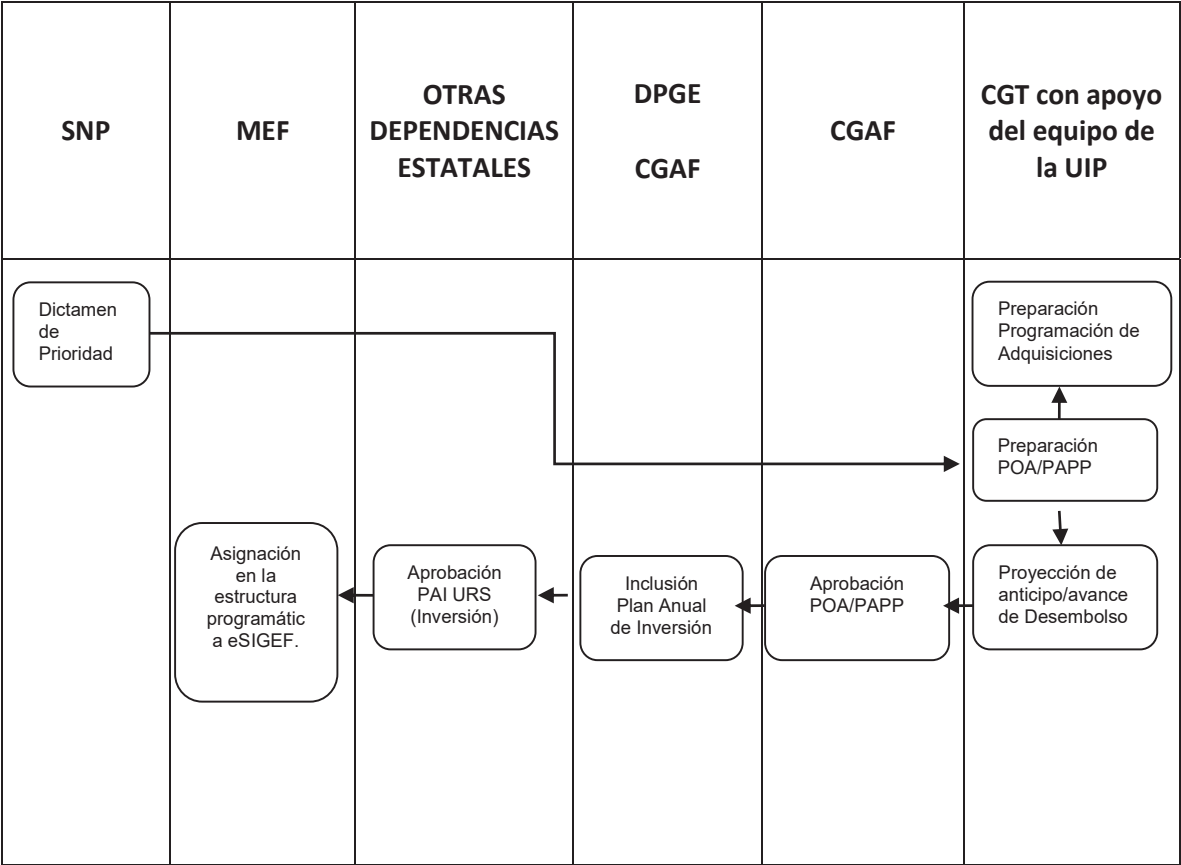 SNP
MEF
OTRAS
DEPENDENCIAS
ESTATALES
DPGE
CGAF
CGAF
CGT con apoyo
del equipo de
la UIP
Dictamen
de
Prioridad
Preparación
Programación de
Adquisiciones
Preparación
POA/PAPP
Asignación
en la
estructura
programátic
a eSIGEF.
Aprobación
PAI URS
(Inversión)
Inclusión
Plan Anual
de Inversión
Aprobación
POA/PAPP
Proyección de
anticipo/avance
de Desembolso